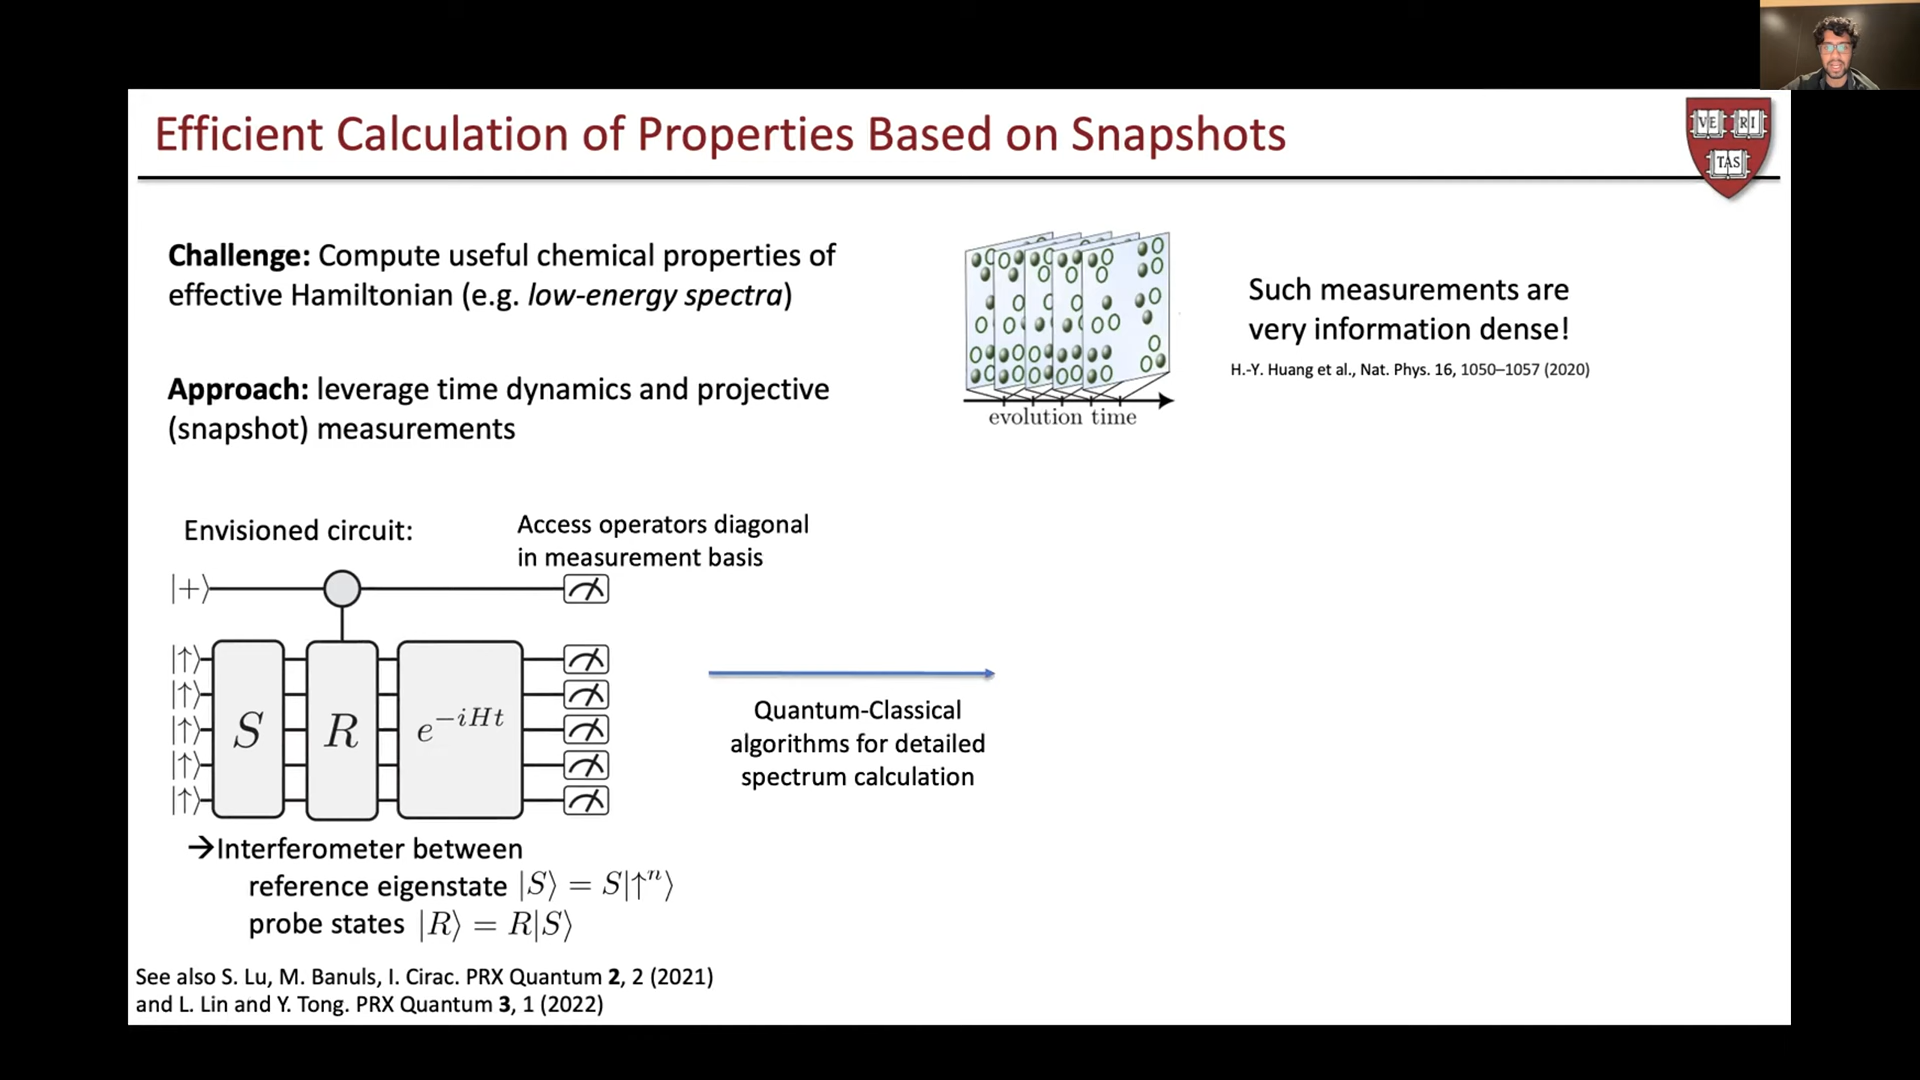 Efficient Calculation of Properties Based on Snapshots
VE RI
TAS
Challenge: Compute useful chemical properties of
effective Hamiltonian (e.g. low-energy spectra)
Approach: leverage time dynamics and projective
(snapshot) measurements
evolution time
Such measurements are
very information dense!
H.-Y. Huang et al., Nat. Phys. 16, 1050–1057 (2020)
Envisioned circuit:
Access operators diagonal
in measurement basis
|+⟩
|↑⟩
|↑⟩
|↑⟩
|↑⟩
|↑⟩
S
R
e^{-iHt}
Quantum-Classical
algorithms for detailed
spectrum calculation
→Interferometer between
reference eigenstate |S⟩ = S|↑ⁿ⟩
probe states |R⟩ = R|S⟩
See also S. Lu, M. Banuls, I. Cirac. PRX Quantum 2, 2 (2021)
and L. Lin and Y. Tong. PRX Quantum 3, 1 (2022)